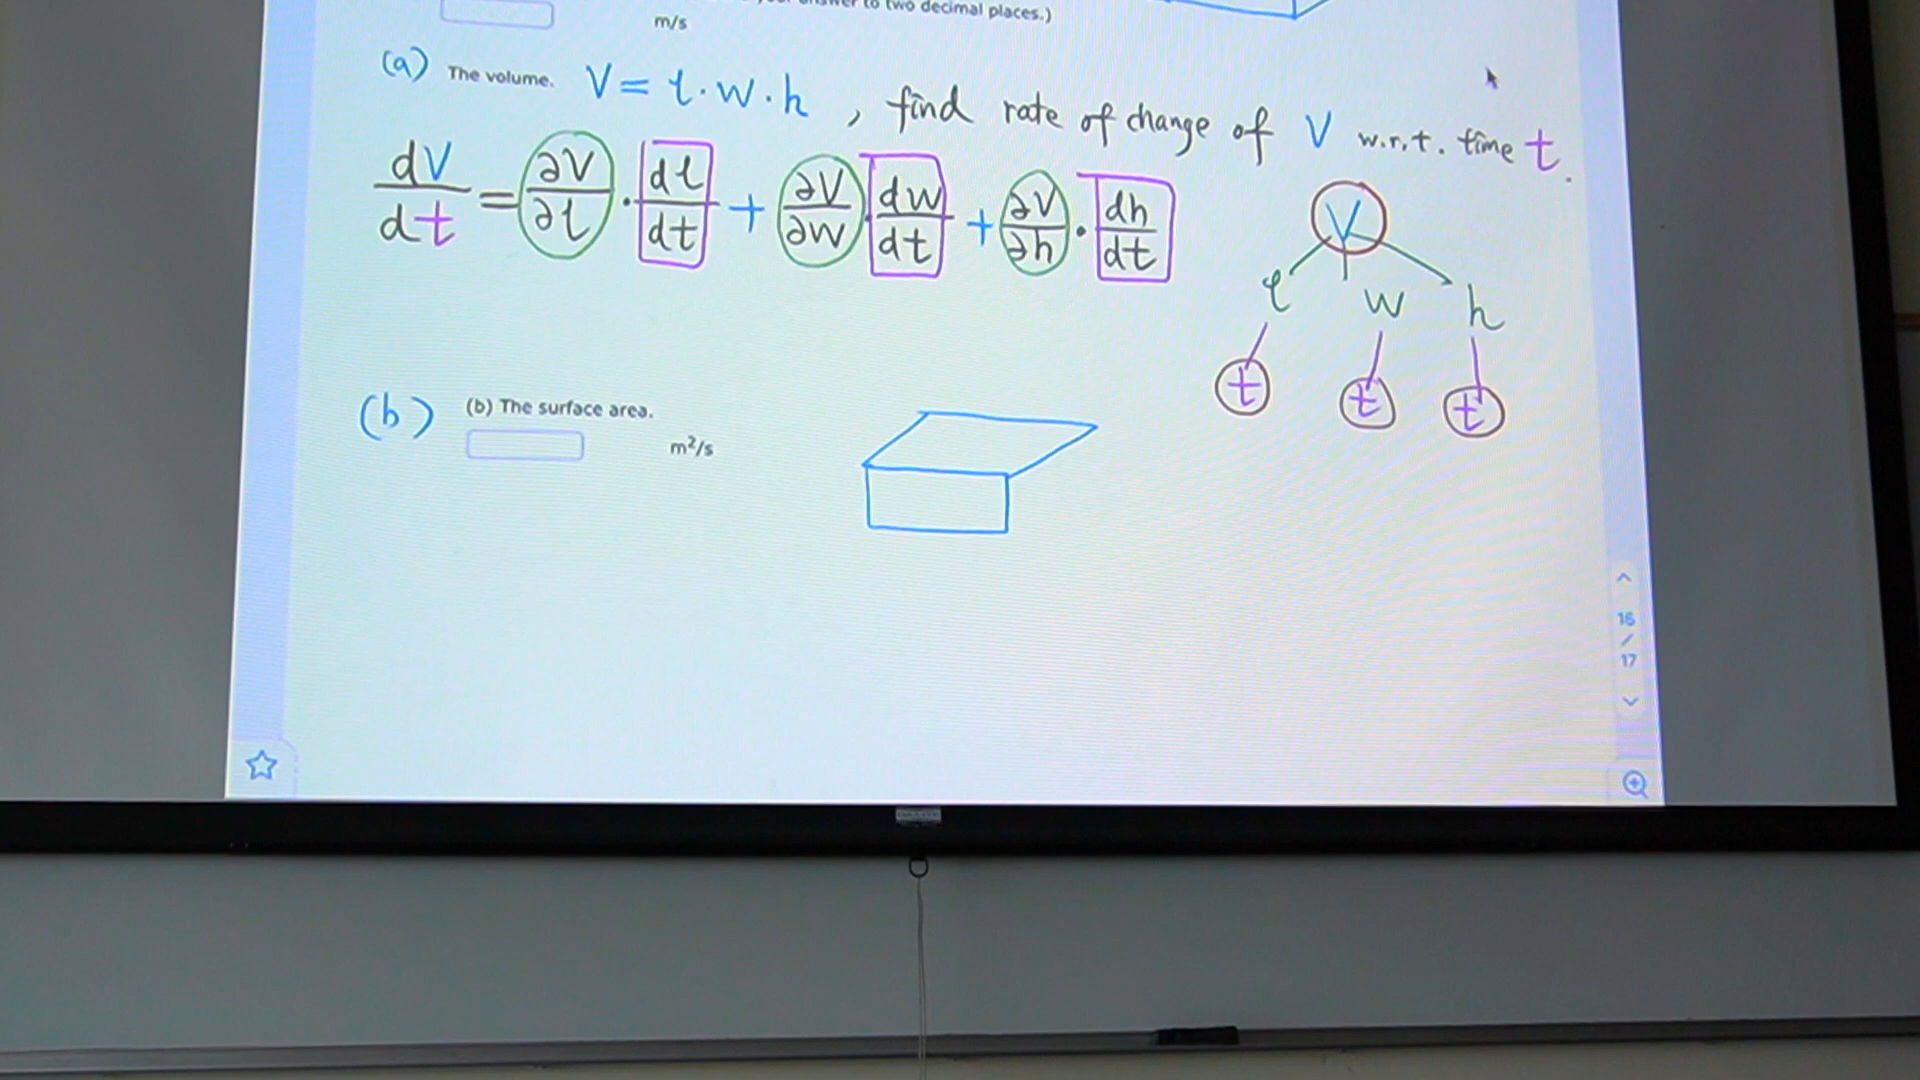 to two decimal places.)
m/s
(a) The volume. V = l · w · h , find rate of change of V w.r.t. time t.
dV/dt = ∂V/∂l · dl/dt + ∂V/∂w · dw/dt + ∂V/∂h · dh/dt
V
l w h
t t t
(b) (b) The surface area.
m²/s
16
/
17